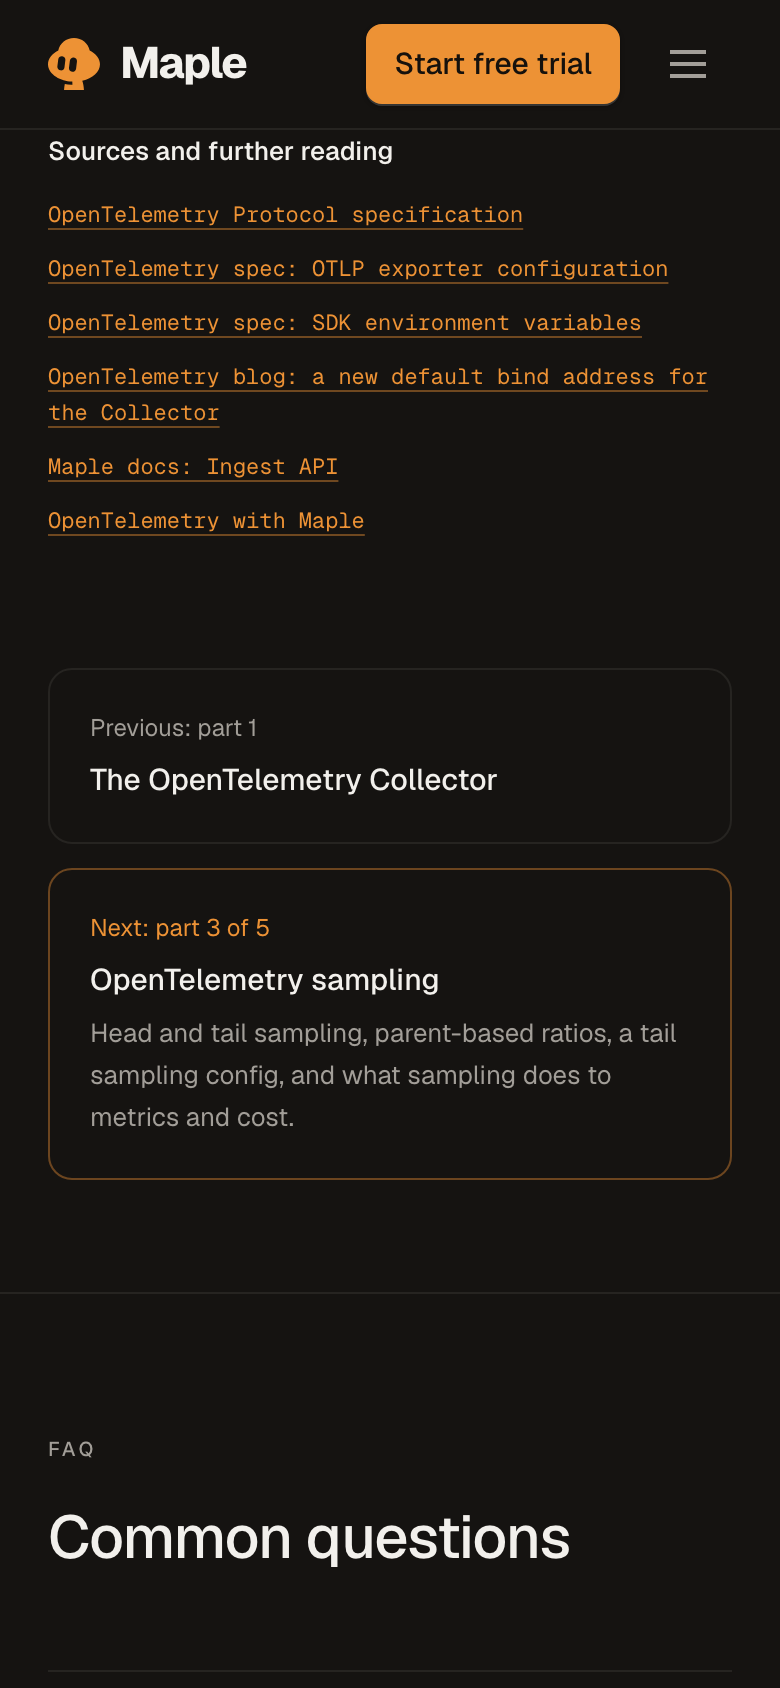 Maple
Start free trial
Sources and further reading
OpenTelemetry Protocol specification
OpenTelemetry spec: OTLP exporter configuration
OpenTelemetry spec: SDK environment variables
OpenTelemetry blog: a new default bind address for
the Collector
Maple docs: Ingest API
OpenTelemetry with Maple
Previous: part 1
The OpenTelemetry Collector
Next: part 3 of 5
OpenTelemetry sampling
Head and tail sampling, parent-based ratios, a tail
sampling config, and what sampling does to
metrics and cost.
FAQ
Common questions